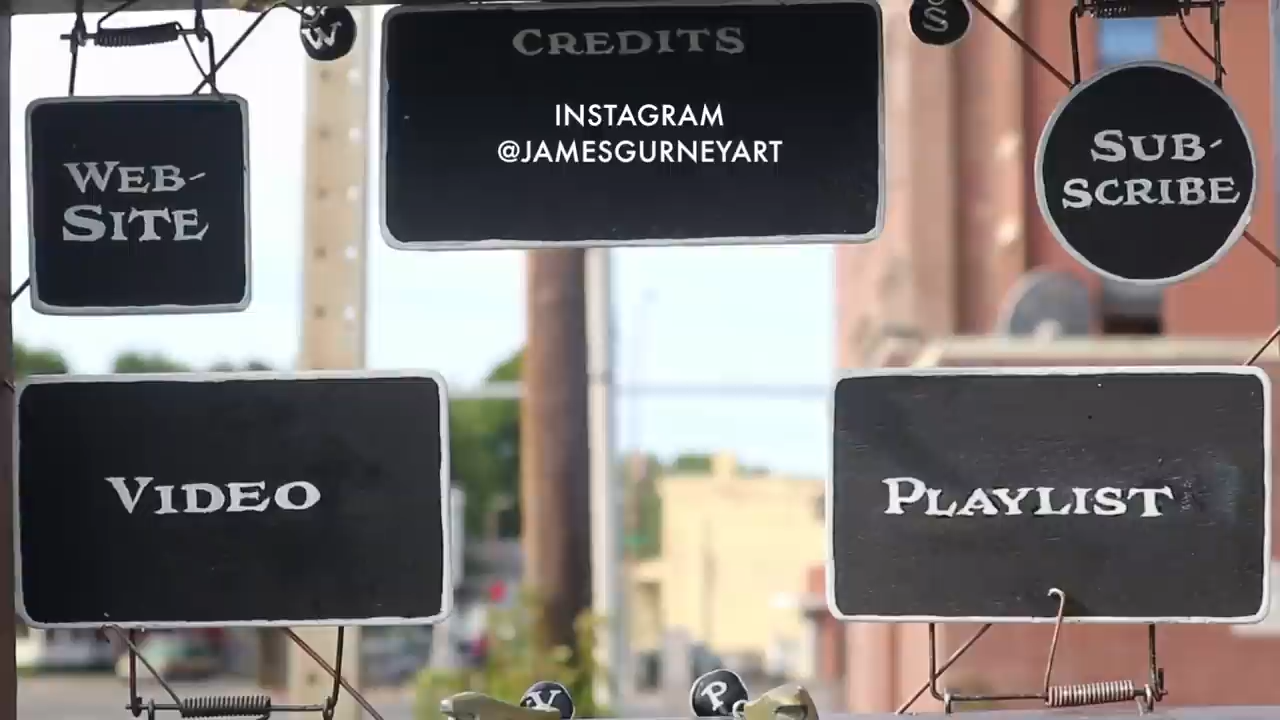 W
CREDITS
S
INSTAGRAM
@JAMESGURNEYART
WEB-
SITE
SUB-
SCRIBE
VIDEO
PLAYLIST
V
P